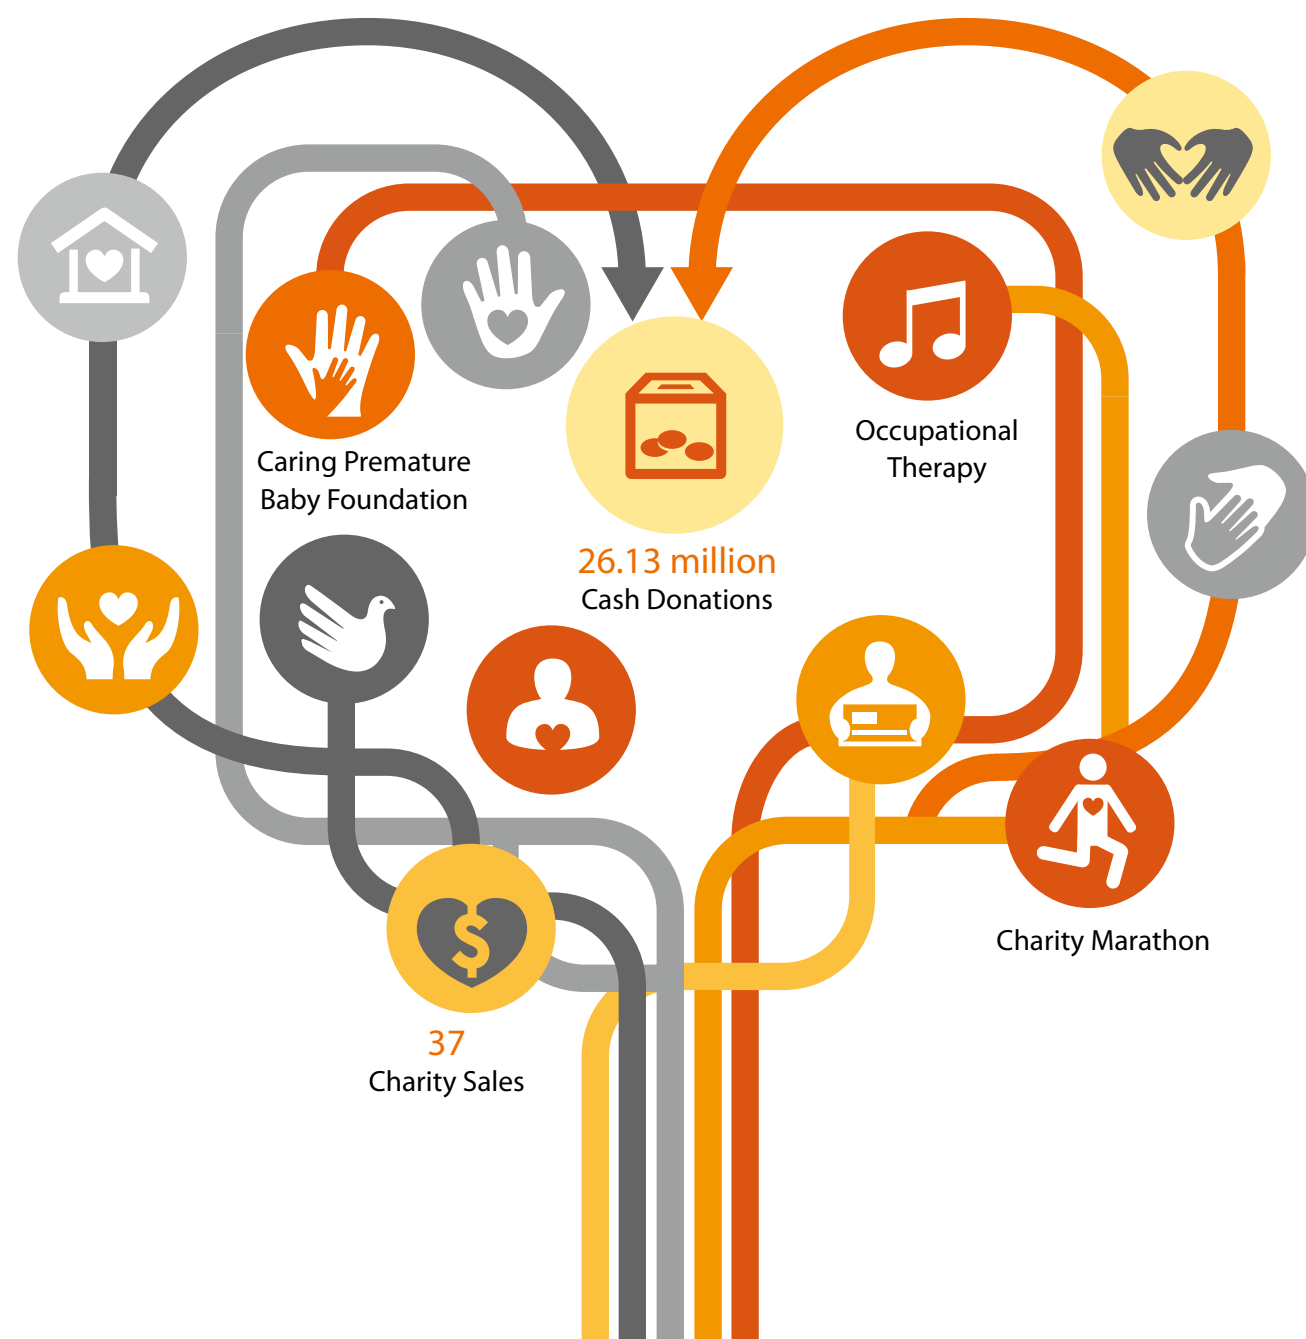 Caring Premature
Baby Foundation
26.13 million
Cash Donations
Occupational
Therapy
Charity Marathon
$
37
Charity Sales